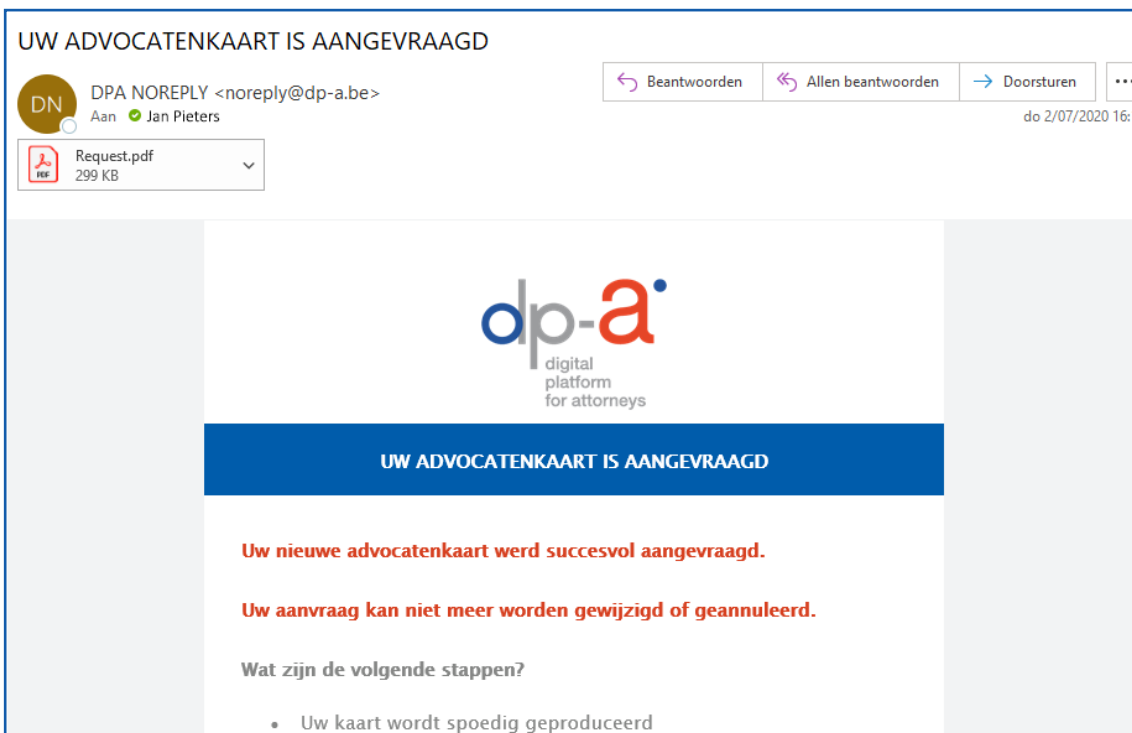 UW ADVOCATENKAART IS AANGEVRAAGD
DN
DPA NOREPLY <noreply@dp-a.be>
Aan Jan Pieters
Beantwoorden
Allen beantwoorden
Doorsturen
do 2/07/2020 16:
Request.pdf
299 KB
PDF
dp-a
digital
platform
for attorneys
UW ADVOCATENKAART IS AANGEVRAAGD
Uw nieuwe advocatenkaart werd succesvol aangevraagd.
Uw aanvraag kan niet meer worden gewijzigd of geannuleerd.
Wat zijn de volgende stappen?
• Uw kaart wordt spoedig geproduceerd